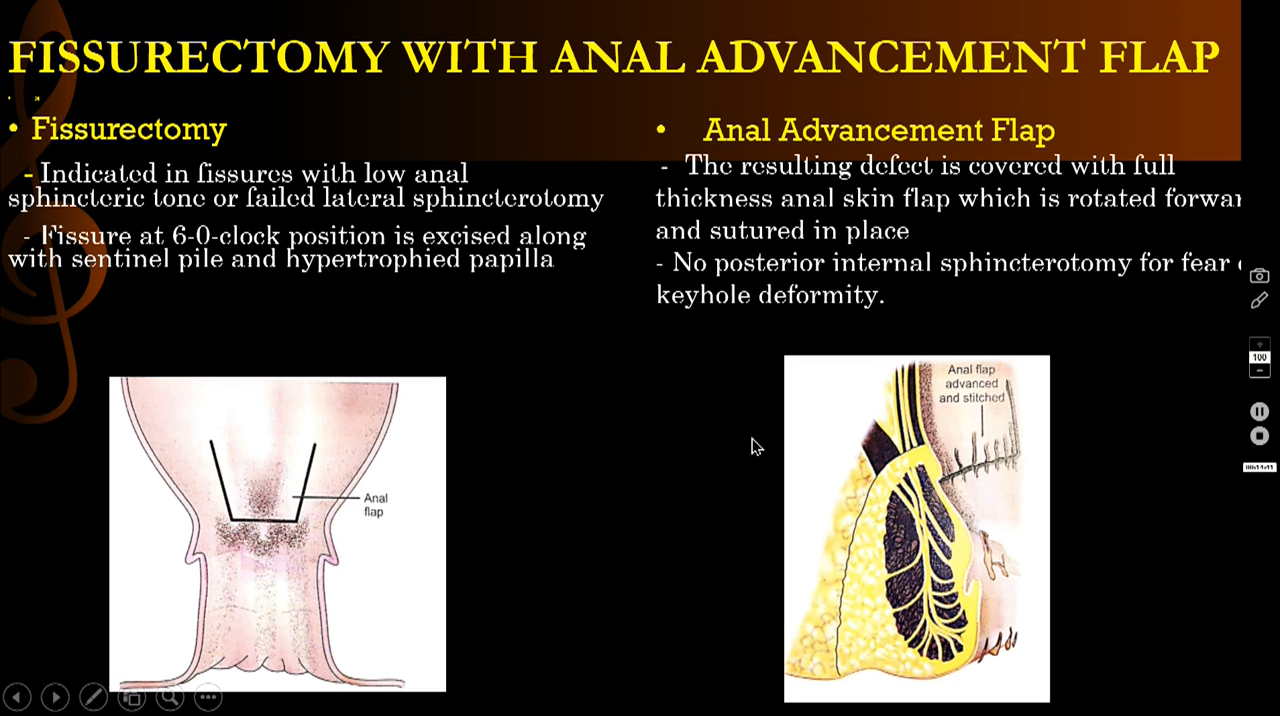 FISSURECTOMY WITH ANAL ADVANCEMENT FLAP
• Fissurectomy
- Indicated in fissures with low anal
sphincteric tone or failed lateral sphincterotomy
- Fissure at 6-0-clock position is excised along
with sentinel pile and hypertrophied papilla
• Anal Advancement Flap
- The resulting defect is covered with full
thickness anal skin flap which is rotated forwar
and sutured in place
- No posterior internal sphincterotomy for fear
keyhole deformity.
Anal
flap
Anal flap
advanced
and stitched
100